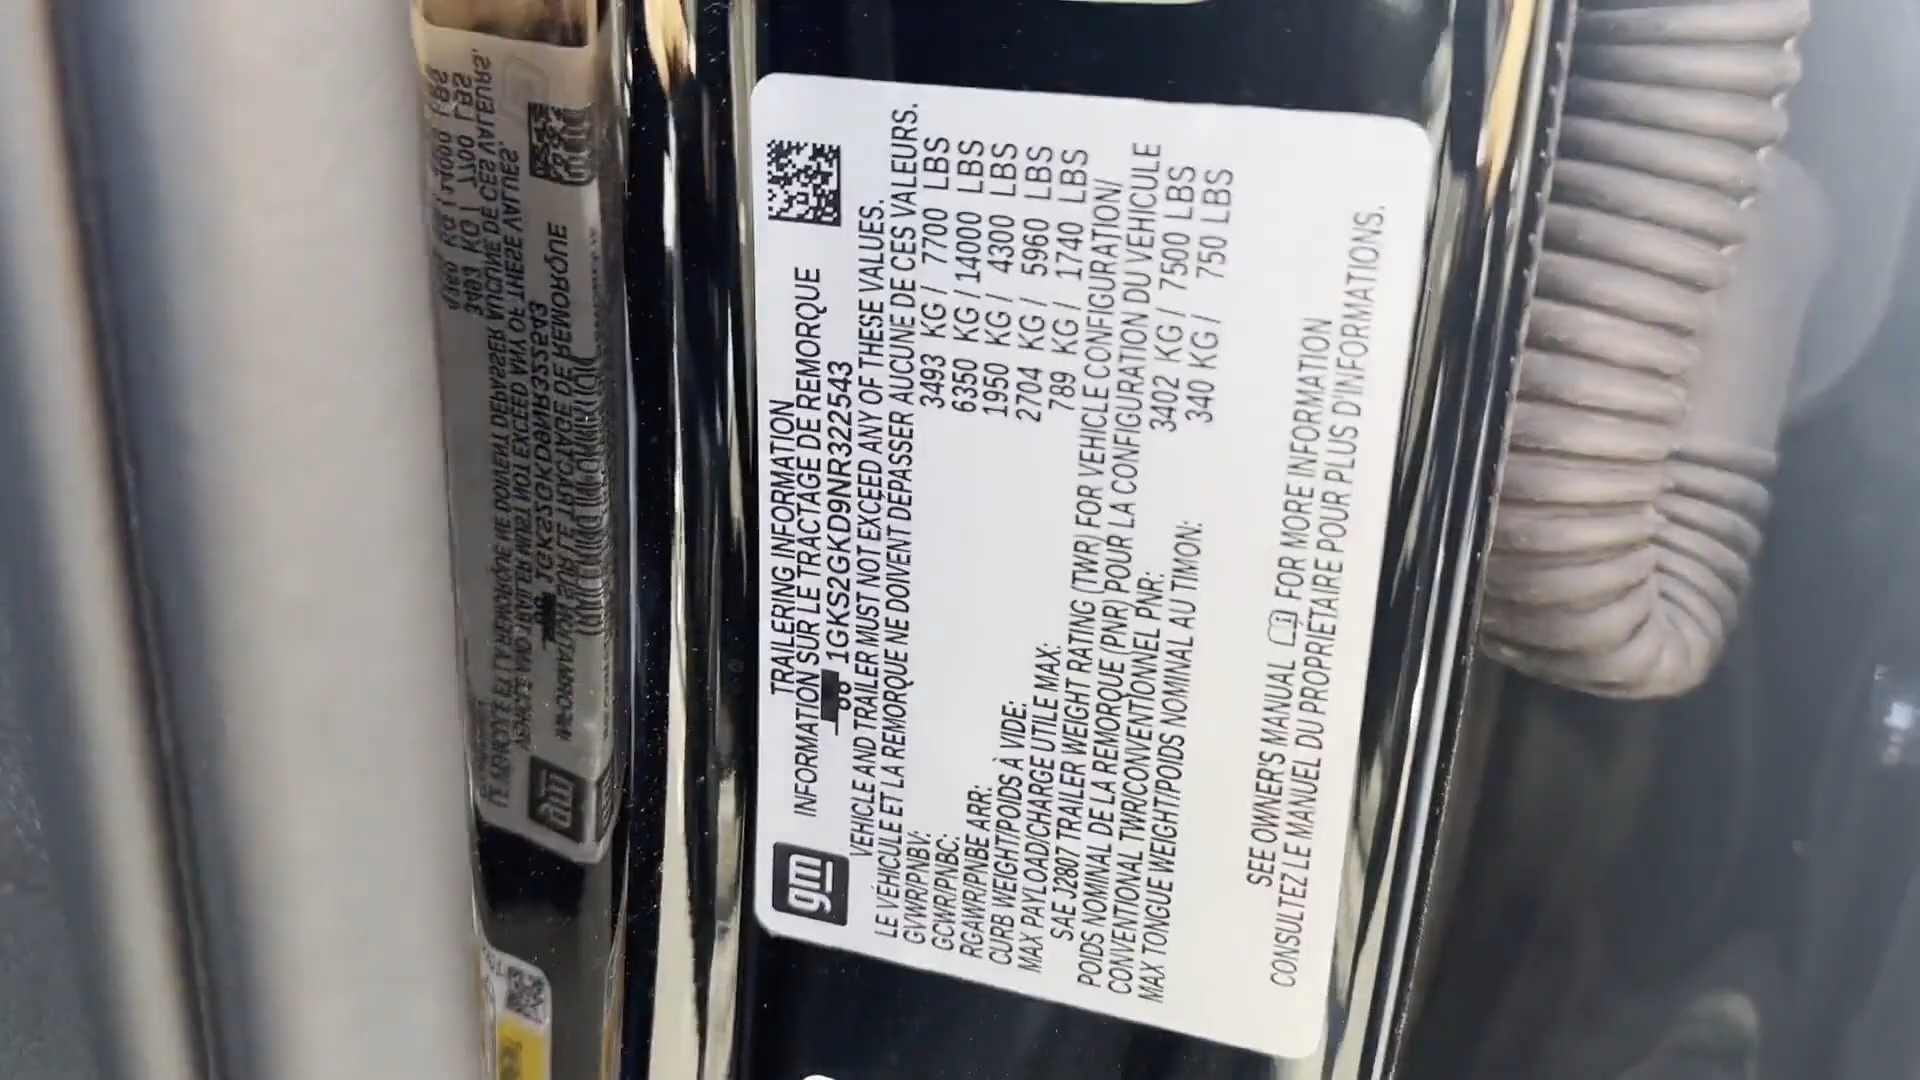 gm
TRAILERING INFORMATION
INFORMATION SUR LE TRACTAGE DE REMORQUE
1GKS2GKD9NR322543
VEHICLE AND TRAILER MUST NOT EXCEED ANY OF THESE VALUES.
LE VÉHICULE ET LA REMORQUE NE DOIVENT DÉPASSER AUCUNE DE CES VALEURS.
GVWR/PNBV: 3493 KG / 7700 LBS
GCWR/PNBC: 6350 KG / 14000 LBS
RGAWR/PNBE ARR: 1950 KG / 4300 LBS
CURB WEIGHT/POIDS À VIDE: 2704 KG / 5960 LBS
MAX PAYLOAD/CHARGE UTILE MAX: 789 KG / 1740 LBS
SAE J2807 TRAILER WEIGHT RATING (TWR) FOR VEHICLE CONFIGURATION/
POIDS NOMINAL DE LA REMORQUE (PNR) POUR LA CONFIGURATION DU VEHICULE
CONVENTIONAL TWR/CONVENTIONNEL PNR: 3402 KG / 7500 LBS
MAX TONGUE WEIGHT/POIDS NOMINAL AU TIMON: 340 KG / 750 LBS
SEE OWNER'S MANUAL FOR MORE INFORMATION
CONSULTEZ LE MANUEL DU PROPRIÉTAIRE POUR PLUS D'INFORMATIONS.